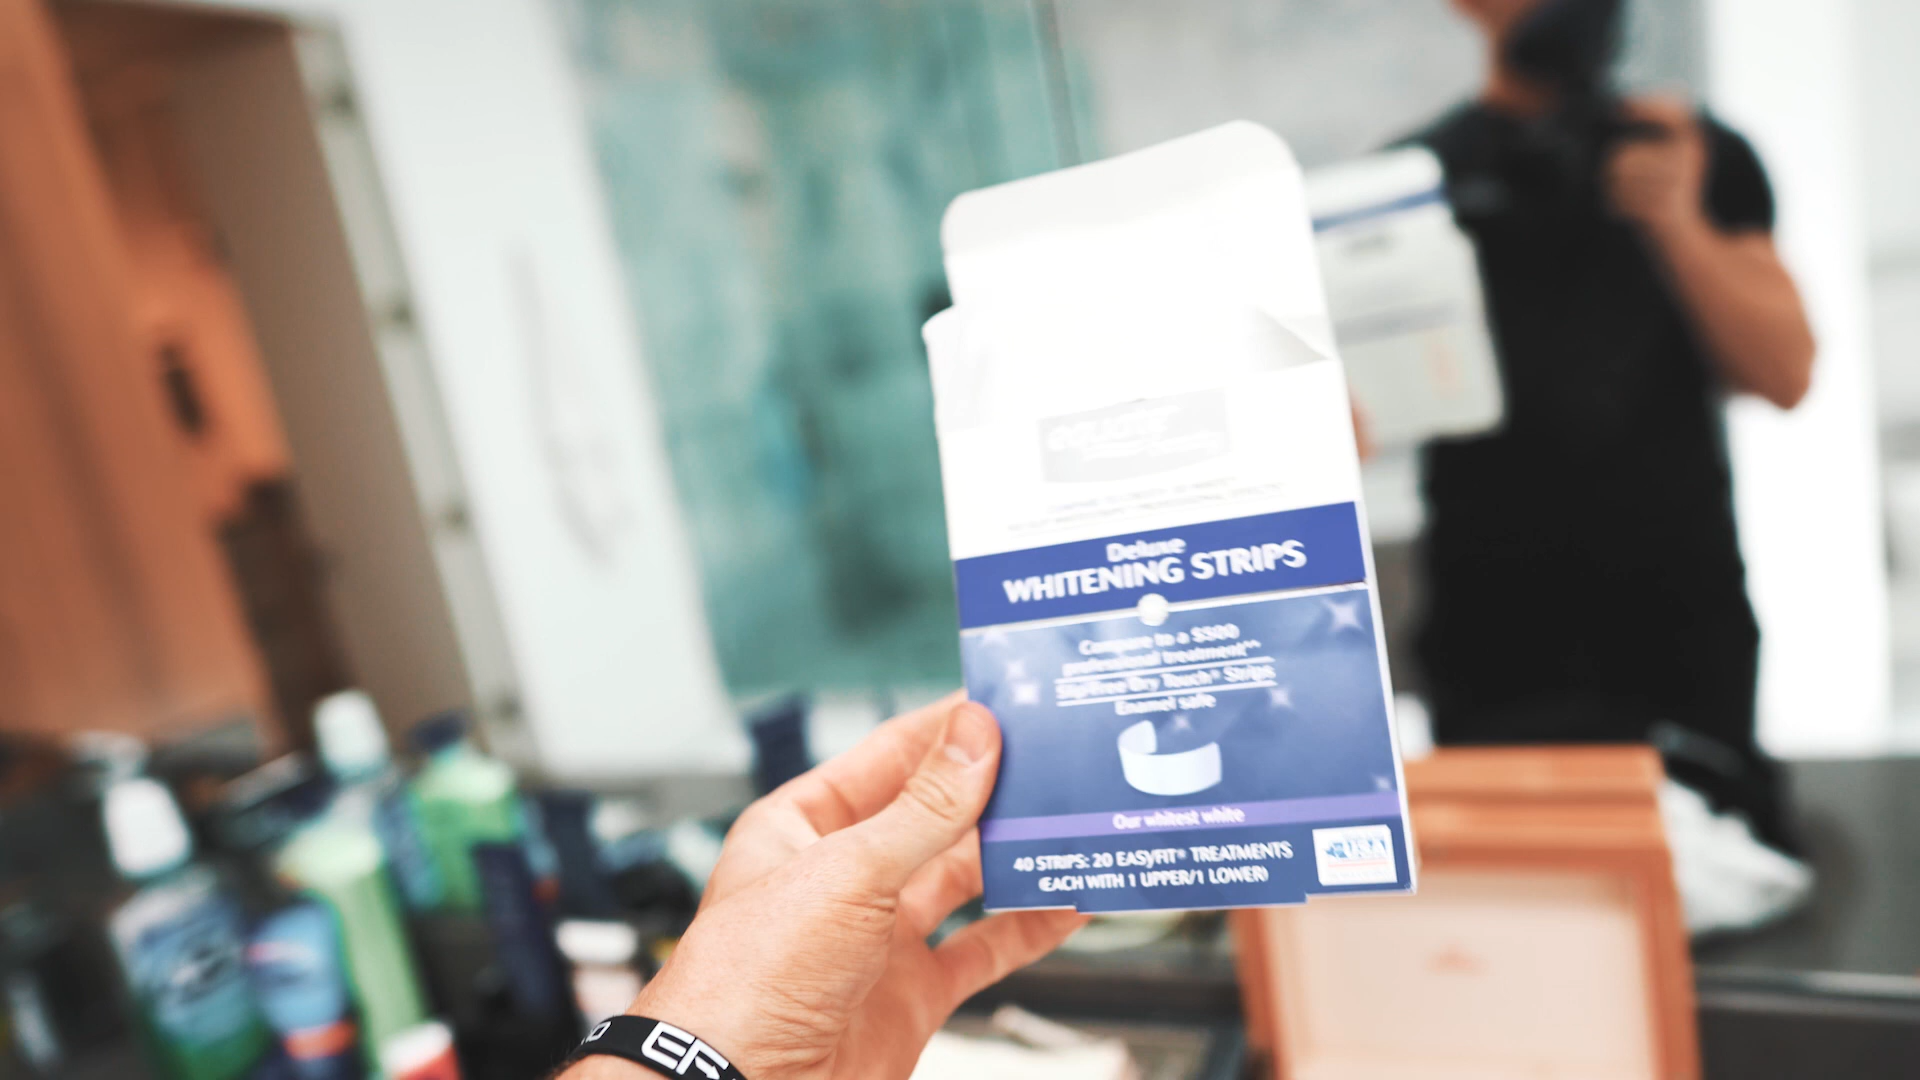 Deluxe
WHITENING STRIPS
Compare to a $500
professional treatment^^
SlipFree Dry Touch® Strips
Enamel safe
Our whitest white
40 STRIPS: 20 EASYFIT® TREATMENTS
(EACH WITH 1 UPPER/1 LOWER)